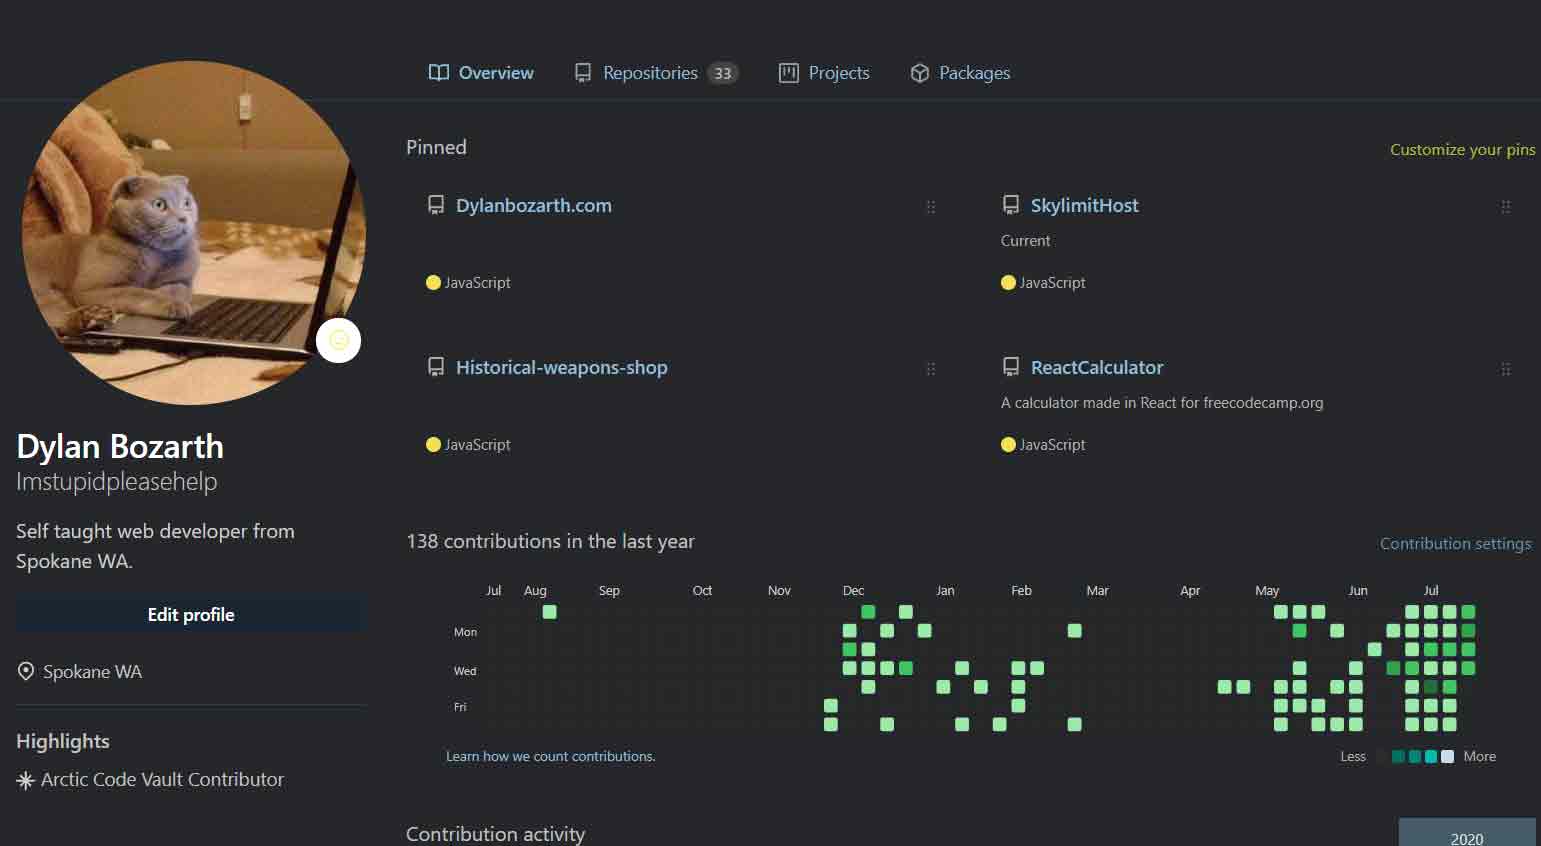 Overview Repositories 33 Projects Packages
Dylan Bozarth
Imstupidpleasehelp
Self taught web developer from
Spokane WA.
Edit profile
Spokane WA
Highlights
Arctic Code Vault Contributor
Pinned
Customize your pins
Dylanbozarth.com
JavaScript
SkylimitHost
Current
JavaScript
Historical-weapons-shop
JavaScript
ReactCalculator
A calculator made in React for freecodecamp.org
JavaScript
138 contributions in the last year
Contribution settings
Jul Aug Sep Oct Nov Dec Jan Feb Mar Apr May Jun Jul
Mon
Wed
Fri
Learn how we count contributions.
Less More
Contribution activity
2020